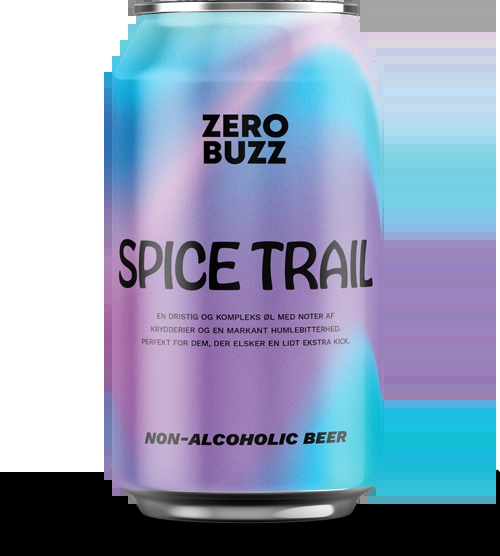 ZERO
BUZZ
SPICE TRAIL
EN DRISTIG OG KOMPLEKS ØL MED NOTER AF
KRYDDERIER OG EN MARKANT HUMLEBITTERHED.
PERFEKT FOR DEM, DER ELSKER EN LIDT EKSTRA KICK.
NON-ALCOHOLIC BEER